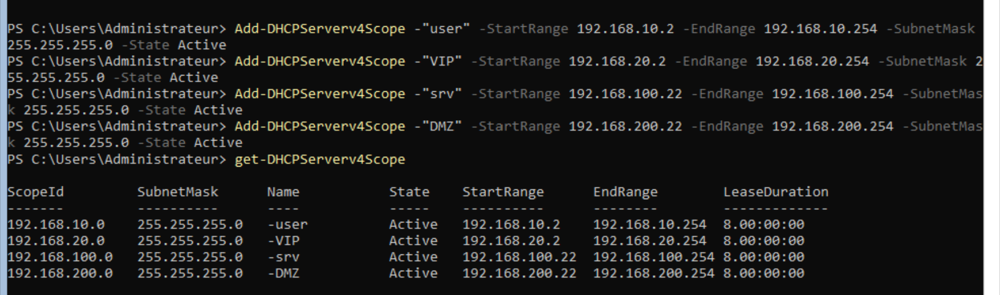 PS C:\Users\Administrateur> Add-DHCPServerv4Scope -"user" -StartRange 192.168.10.2 -EndRange 192.168.10.254 -SubnetMask
255.255.255.0 -State Active
PS C:\Users\Administrateur> Add-DHCPServerv4Scope -"VIP" -StartRange 192.168.20.2 -EndRange 192.168.20.254 -SubnetMask 2
55.255.255.0 -State Active
PS C:\Users\Administrateur> Add-DHCPServerv4Scope -"srv" -StartRange 192.168.100.22 -EndRange 192.168.100.254 -SubnetMas
k 255.255.255.0 -State Active
PS C:\Users\Administrateur> Add-DHCPServerv4Scope -"DMZ" -StartRange 192.168.200.22 -EndRange 192.168.200.254 -SubnetMas
k 255.255.255.0 -State Active
PS C:\Users\Administrateur> get-DHCPServerv4Scope
ScopeId SubnetMask Name State StartRange EndRange LeaseDuration
------- ---------- ---- ----- ---------- -------- -------------
192.168.10.0 255.255.255.0 -user Active 192.168.10.2 192.168.10.254 8.00:00:00
192.168.20.0 255.255.255.0 -VIP Active 192.168.20.2 192.168.20.254 8.00:00:00
192.168.100.0 255.255.255.0 -srv Active 192.168.100.22 192.168.100.254 8.00:00:00
192.168.200.0 255.255.255.0 -DMZ Active 192.168.200.22 192.168.200.254 8.00:00:00